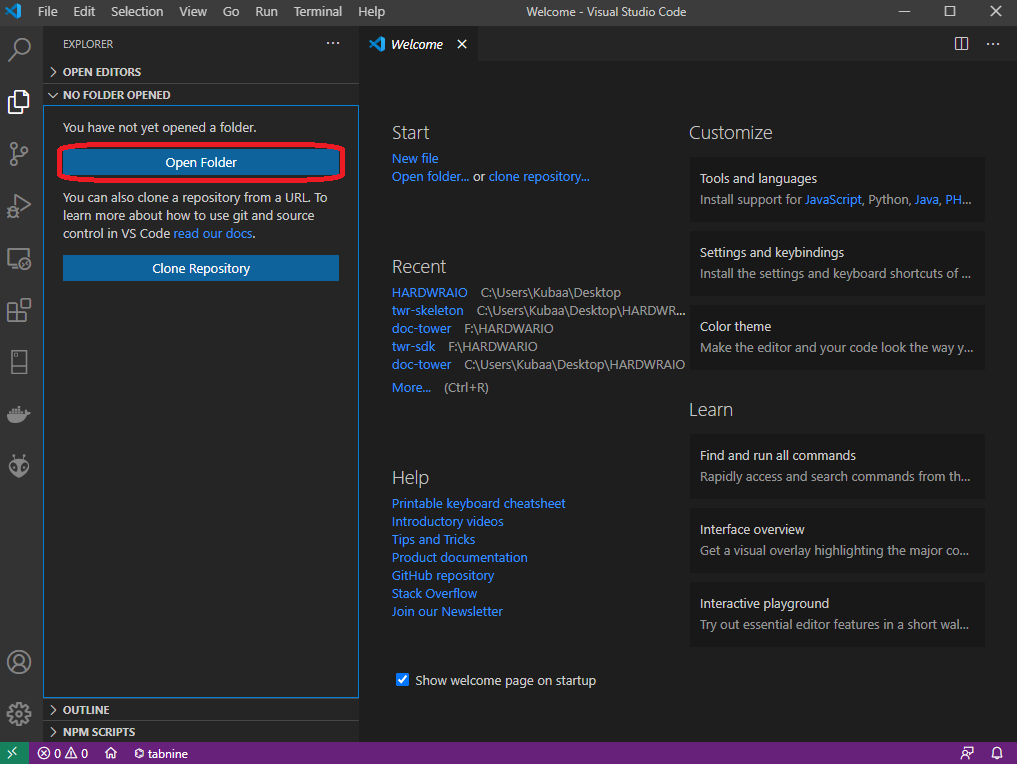 File Edit Selection View Go Run Terminal Help Welcome - Visual Studio Code
EXPLORER
Welcome
OPEN EDITORS
NO FOLDER OPENED
You have not yet opened a folder.
Open Folder
You can also clone a repository from a URL. To
learn more about how to use git and source
control in VS Code read our docs.
Clone Repository
OUTLINE
NPM SCRIPTS
Start
New file
Open folder... or clone repository...
Recent
HARDWRAIO C:\Users\Kubaa\Desktop
twr-skeleton C:\Users\Kubaa\Desktop\HARDWR...
doc-tower F:\HARDWARIO
twr-sdk F:\HARDWARIO
doc-tower C:\Users\Kubaa\Desktop\HARDWRAIO
More... (Ctrl+R)
Help
Printable keyboard cheatsheet
Introductory videos
Tips and Tricks
Product documentation
GitHub repository
Stack Overflow
Join our Newsletter
Show welcome page on startup
Customize
Tools and languages
Install support for JavaScript, Python, Java, PH...
Settings and keybindings
Install the settings and keyboard shortcuts of ...
Color theme
Make the editor and your code look the way y...
Learn
Find and run all commands
Rapidly access and search commands from th...
Interface overview
Get a visual overlay highlighting the major co...
Interactive playground
Try out essential editor features in a short wal...
0 0 tabnine